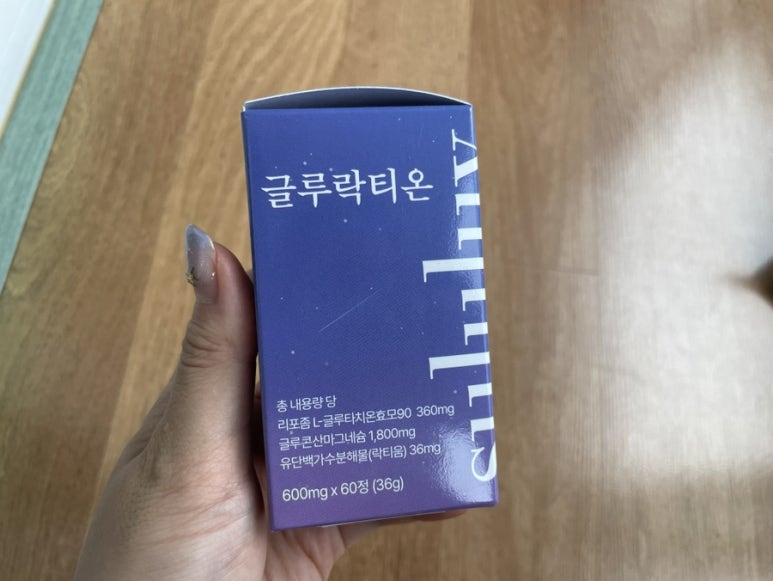 글루락티온
총 내용량 당
리포좀 L-글루타치온효모90 360mg
글루콘산마그네슘 1,800mg
유단백가수분해물(락티움) 36mg
600mg x 60정 (36g)